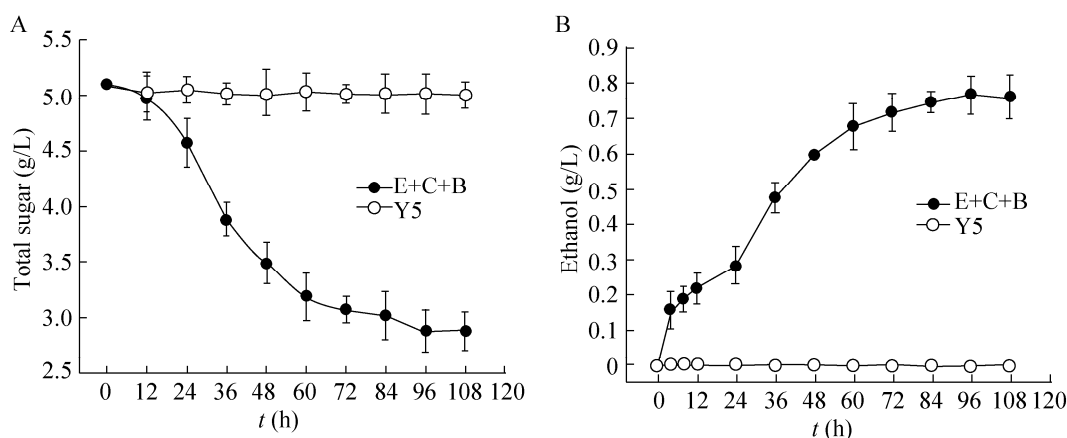 A
5.5
5.0
4.5
4.0
3.5
3.0
2.5
Total sugar (g/L)
E+C+B
Y5
0 12 24 36 48 60 72 84 96 108 120
t (h)
B
0.9
0.8
0.7
0.6
0.5
0.4
0.3
0.2
0.1
0
Ethanol (g/L)
E+C+B
Y5
0 12 24 36 48 60 72 84 96 108 120
t (h)